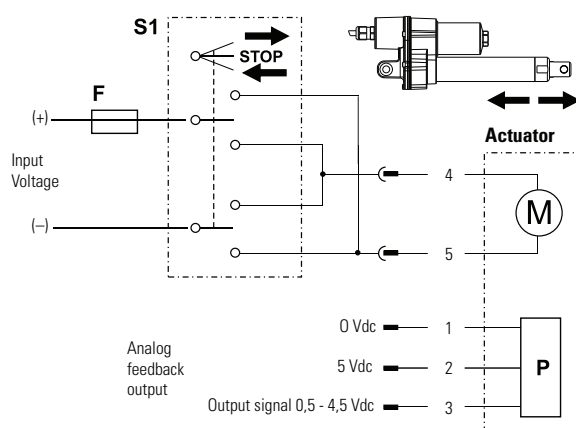 S1
STOP
F
(+)
Input
Voltage
(–)
Actuator
4
M
5
Analog
feedback
output
0 Vdc
1
5 Vdc
2
P
Output signal 0,5 - 4,5 Vdc
3